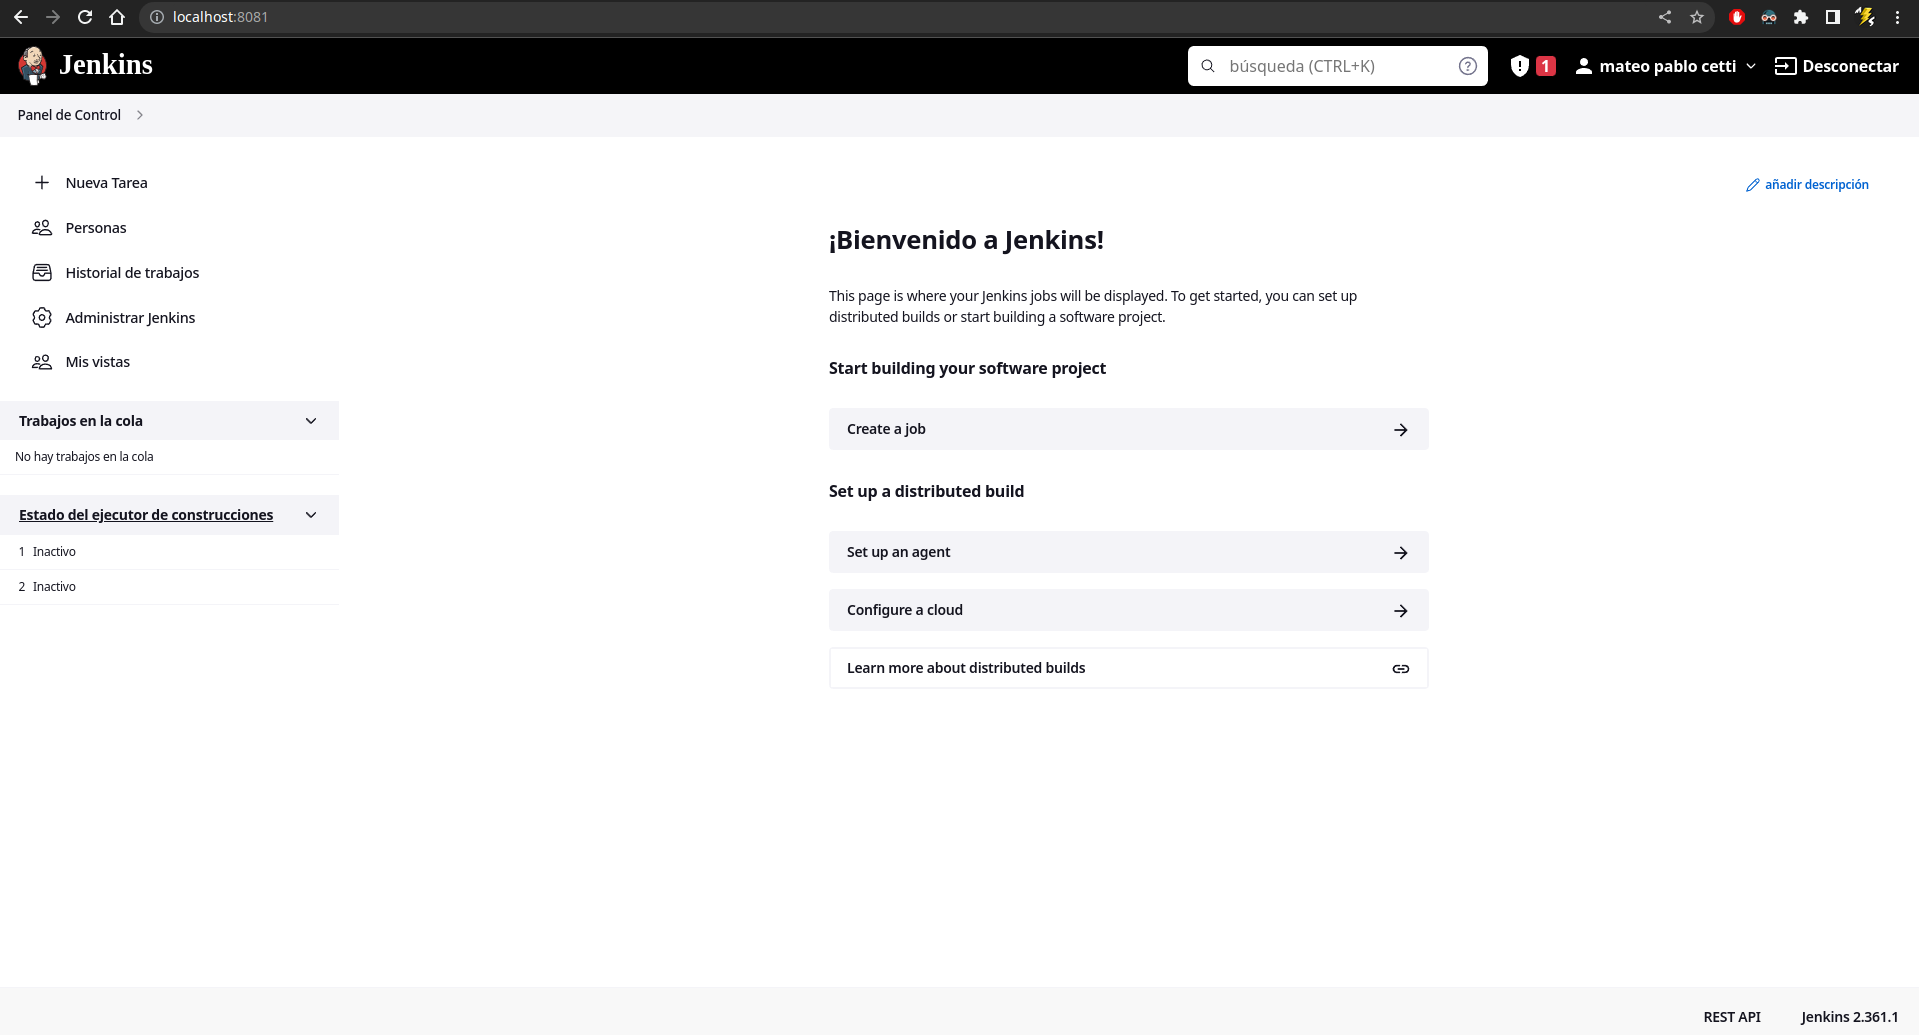 localhost:8081
Jenkins
búsqueda (CTRL+K)
1
mateo pablo cetti
Desconectar
Panel de Control
Nueva Tarea
Personas
Historial de trabajos
Administrar Jenkins
Mis vistas
Trabajos en la cola
No hay trabajos en la cola
Estado del ejecutor de construcciones
1 Inactivo
2 Inactivo
añadir descripción
¡Bienvenido a Jenkins!
This page is where your Jenkins jobs will be displayed. To get started, you can set up
distributed builds or start building a software project.
Start building your software project
Create a job
Set up a distributed build
Set up an agent
Configure a cloud
Learn more about distributed builds
REST API
Jenkins 2.361.1